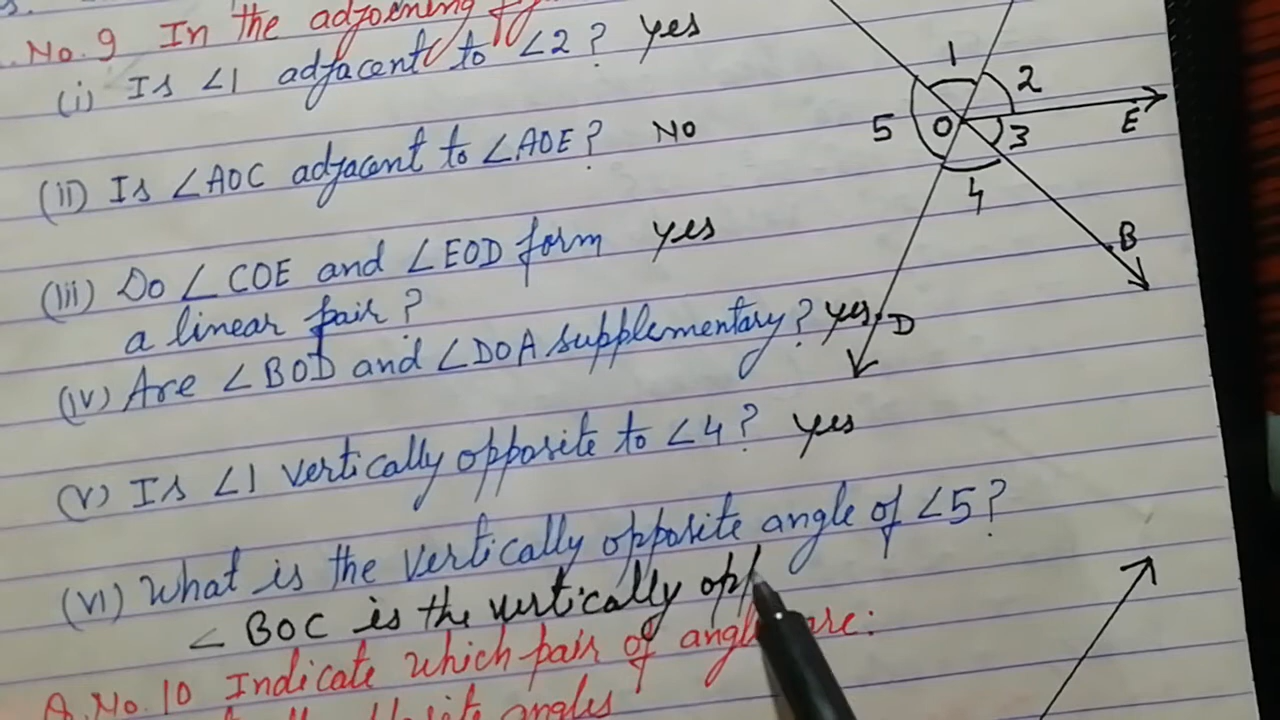 No. 9 In the adjoining
(i) Is ∠1 adjacent to ∠2? Yes
(ii) Is ∠AOC adjacent to ∠AOE? No
(iii) Do ∠COE and ∠EOD form Yes
a linear pair?
(iv) Are ∠BOD and ∠DOA supplementary? Yes
(v) Is ∠1 vertically opposite to ∠4? Yes
(vi) What is the vertically opposite angle of ∠5?
∠BOC is the vertically opp
Q.No. 10 Indicate which pair of angle are:
angles
1
2
5
O
3
E
4
B
D